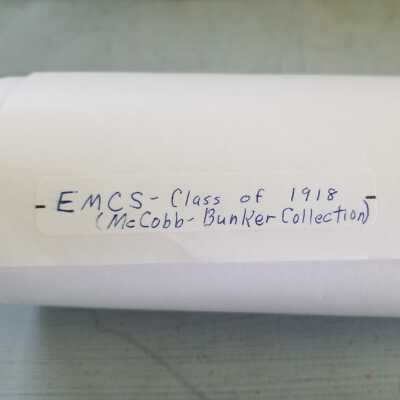 EMCS - Class of 1918
(McCobb - Bunker Collection)